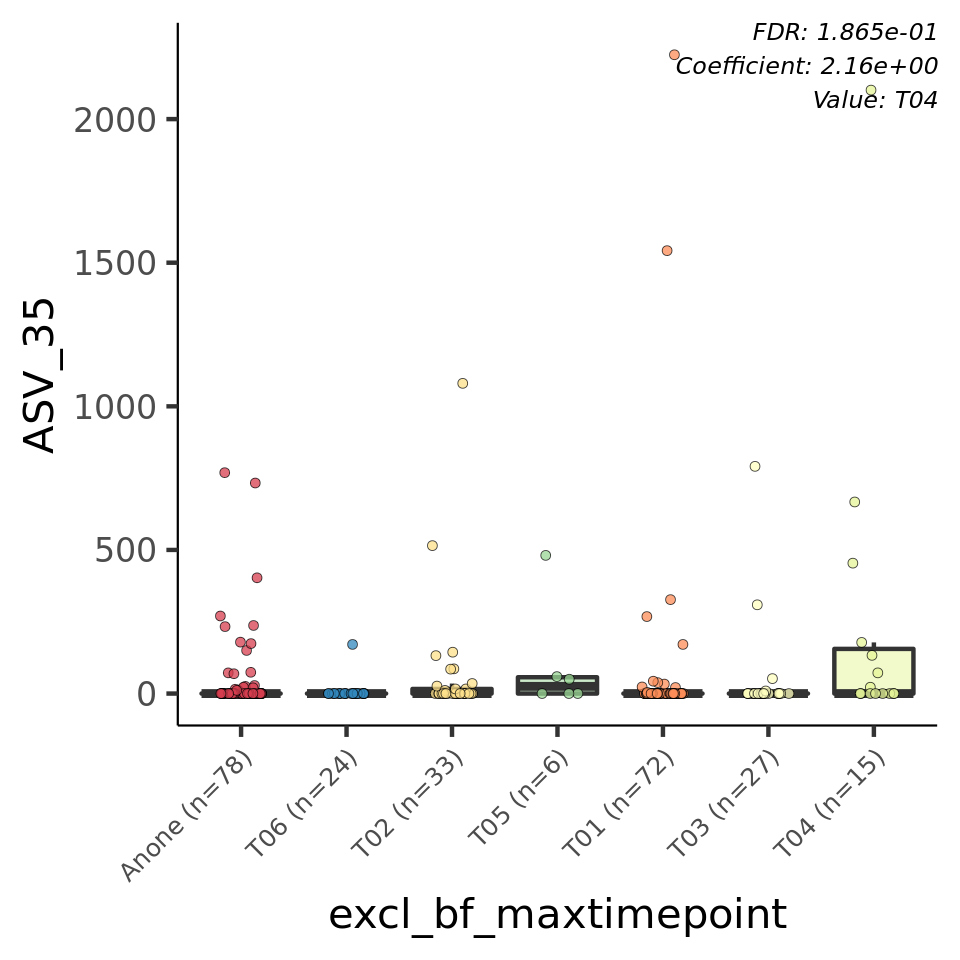 FDR: 1.865e-01
Coefficient: 2.16e+00
Value: T04
2000
1500
1000
500
0
ASV_35
Anone (n=78)
T06 (n=24)
T02 (n=33)
T05 (n=6)
T01 (n=72)
T03 (n=27)
T04 (n=15)
excl_bf_maxtimepoint